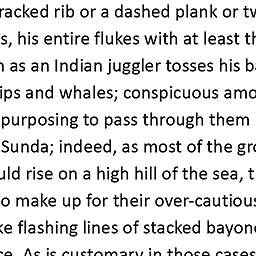 racked rib or a dashed plank or tw
s, his entire flukes with at least th
n as an Indian juggler tosses his ba
ips and whales; conspicuous amo
purposing to pass through them
Sunda; indeed, as most of the gr
uld rise on a high hill of the sea, t
o make up for their over-cautious
ke flashing lines of stacked bayone
ce. As is customary in those cases